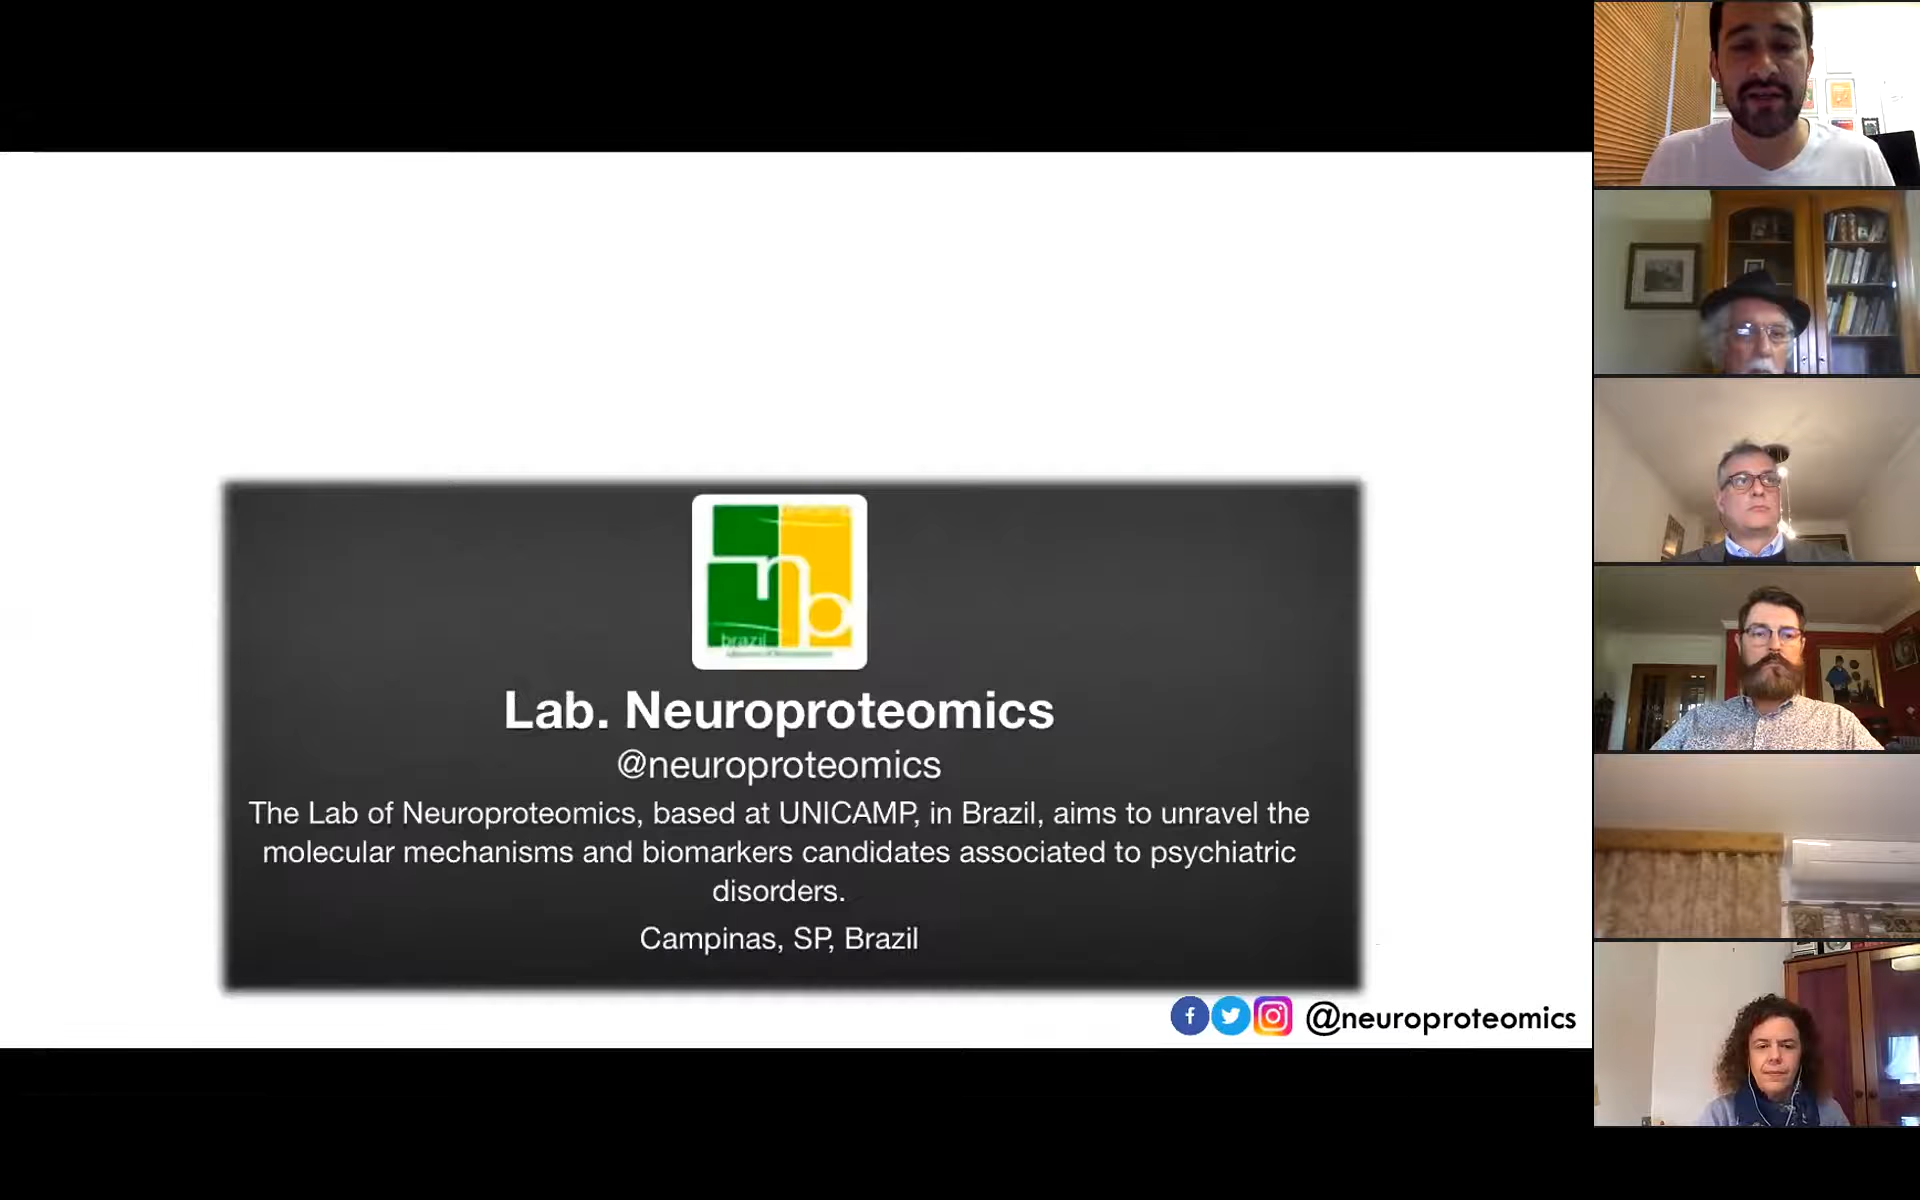 brazil
Lab. Neuroproteomics
@neuroproteomics
The Lab of Neuroproteomics, based at UNICAMP, in Brazil, aims to unravel the
molecular mechanisms and biomarkers candidates associated to psychiatric
disorders.
Campinas, SP, Brazil
@neuroproteomics